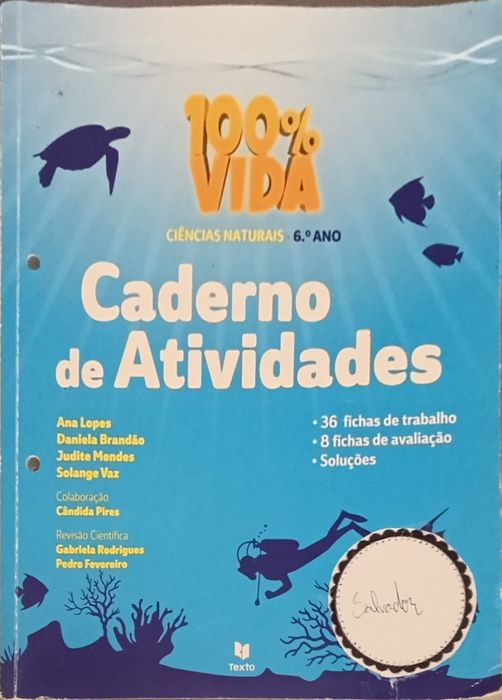 100%
VIDA
CIÊNCIAS NATURAIS · 6.º ANO
Caderno
de Atividades
Ana Lopes
Daniela Brandão
Judite Mendes
Solange Vaz
Colaboração
Cândida Pires
Revisão Científica
Gabriela Rodrigues
Pedro Fevereiro
• 36 fichas de trabalho
• 8 fichas de avaliação
• Soluções
Salvador
Texto